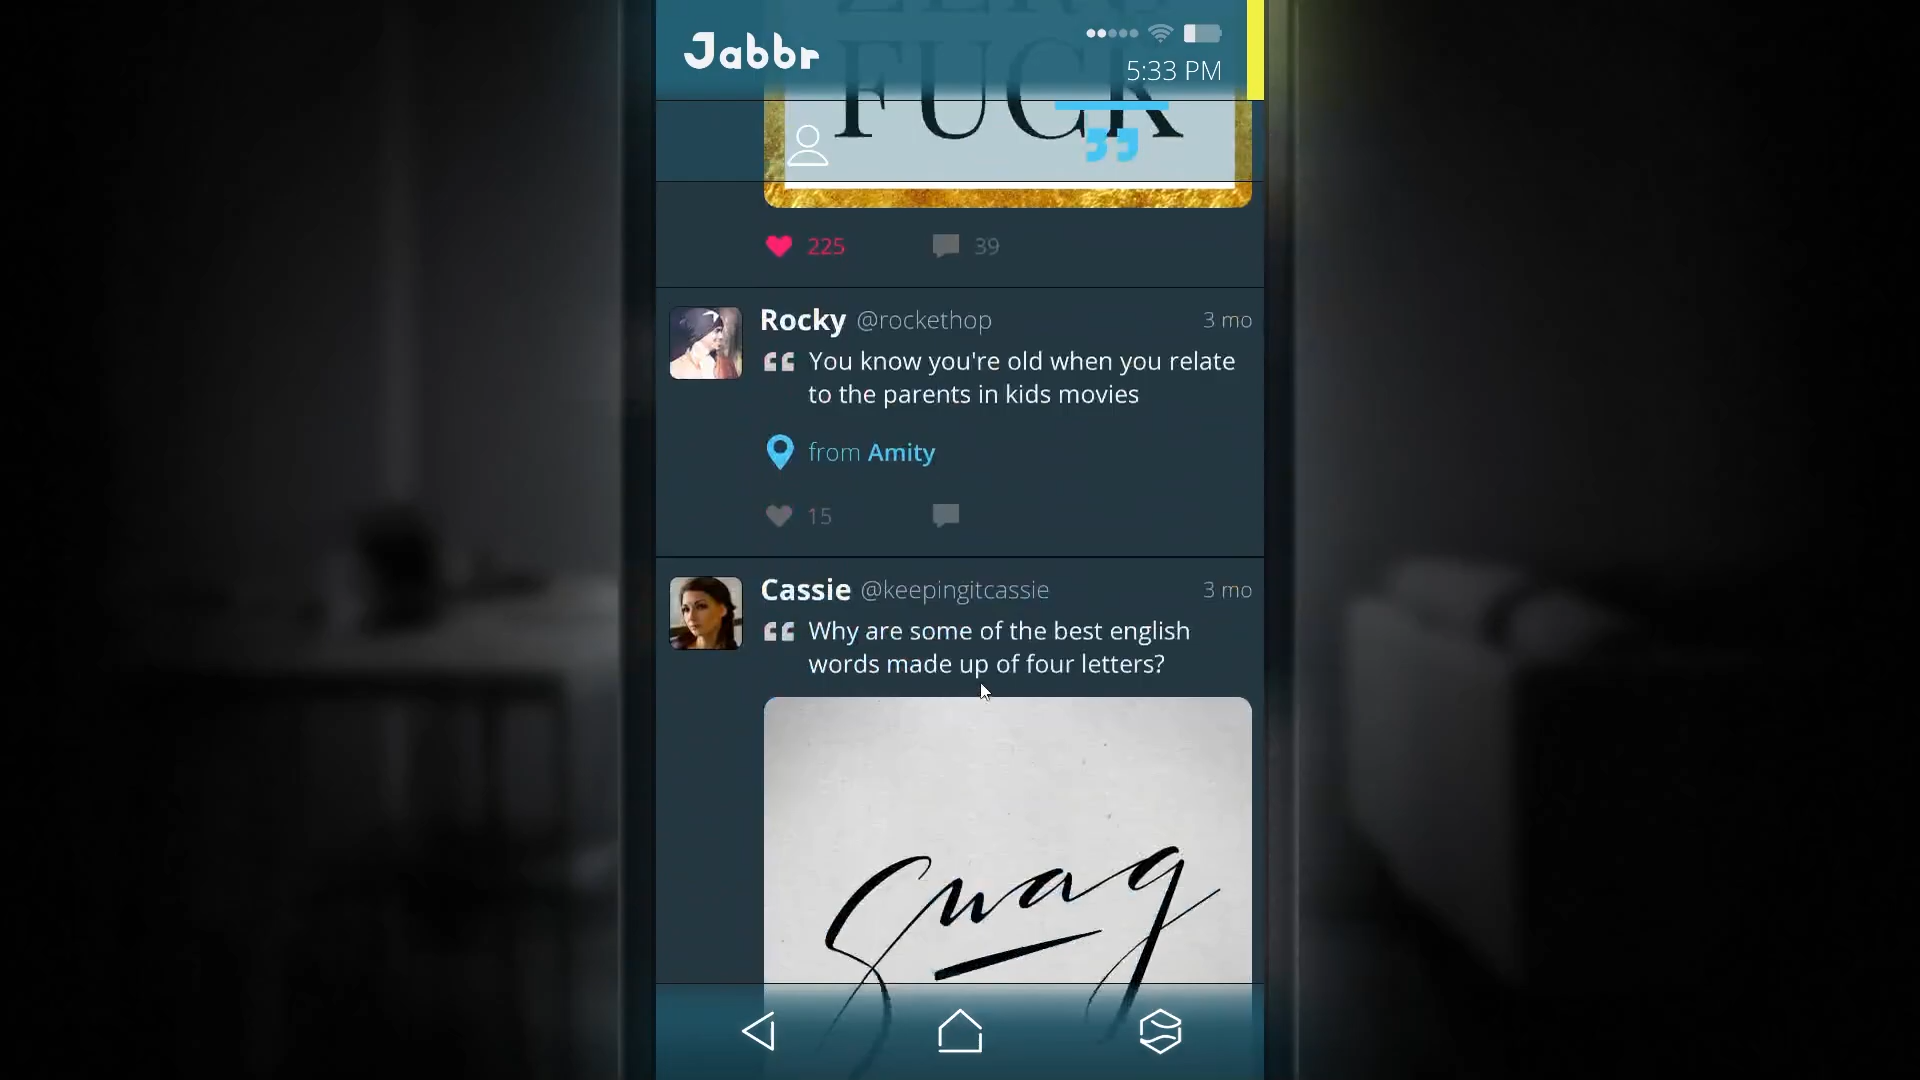 ZERO
Jabbr
5:33 PM
FUCK
225 39
Rocky @rockethop 3 mo
You know you're old when you relate
to the parents in kids movies
from Amity
15
Cassie @keepingitcassie 3 mo
Why are some of the best english
words made up of four letters?
Swag